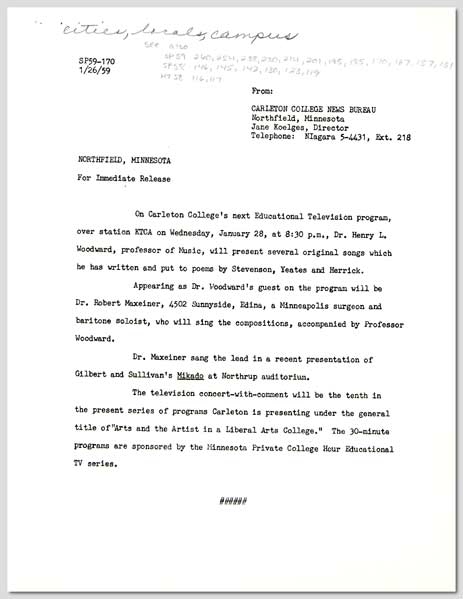 cities, locals, campus
see also
SP59-170
SP59 260, 254, 238, 230, 214, 201, 195, 185, 170, 167, 157, 151
1/26/59
SP58 146, 145, 142, 130, 123, 119
117
From:
CARLETON COLLEGE NEWS BUREAU
Northfield, Minnesota
Jane Koelges, Director
Telephone: NIagara 5-4431, Ext. 218
NORTHFIELD, MINNESOTA
For Immediate Release
On Carleton College's next Educational Television program,
over station KTCA on Wednesday, January 28, at 8:30 p.m., Dr. Henry L.
Woodward, professor of Music, will present several original songs which
he has written and put to poems by Stevenson, Yeates and Herrick.
Appearing as Dr. Woodward's guest on the program will be
Dr. Robert Maxeiner, 4502 Sunnyside, Edina, a Minneapolis surgeon and
baritone soloist, who will sing the compositions, accompanied by Professor
Woodward.
Dr. Maxeiner sang the lead in a recent presentation of
Gilbert and Sullivan's Mikado at Northrup auditorium.
The television concert-with-comment will be the tenth in
the present series of programs Carleton is presenting under the general
title of "Arts and the Artist in a Liberal Arts College." The 30-minute
programs are sponsored by the Minnesota Private College Hour Educational
TV series.
######